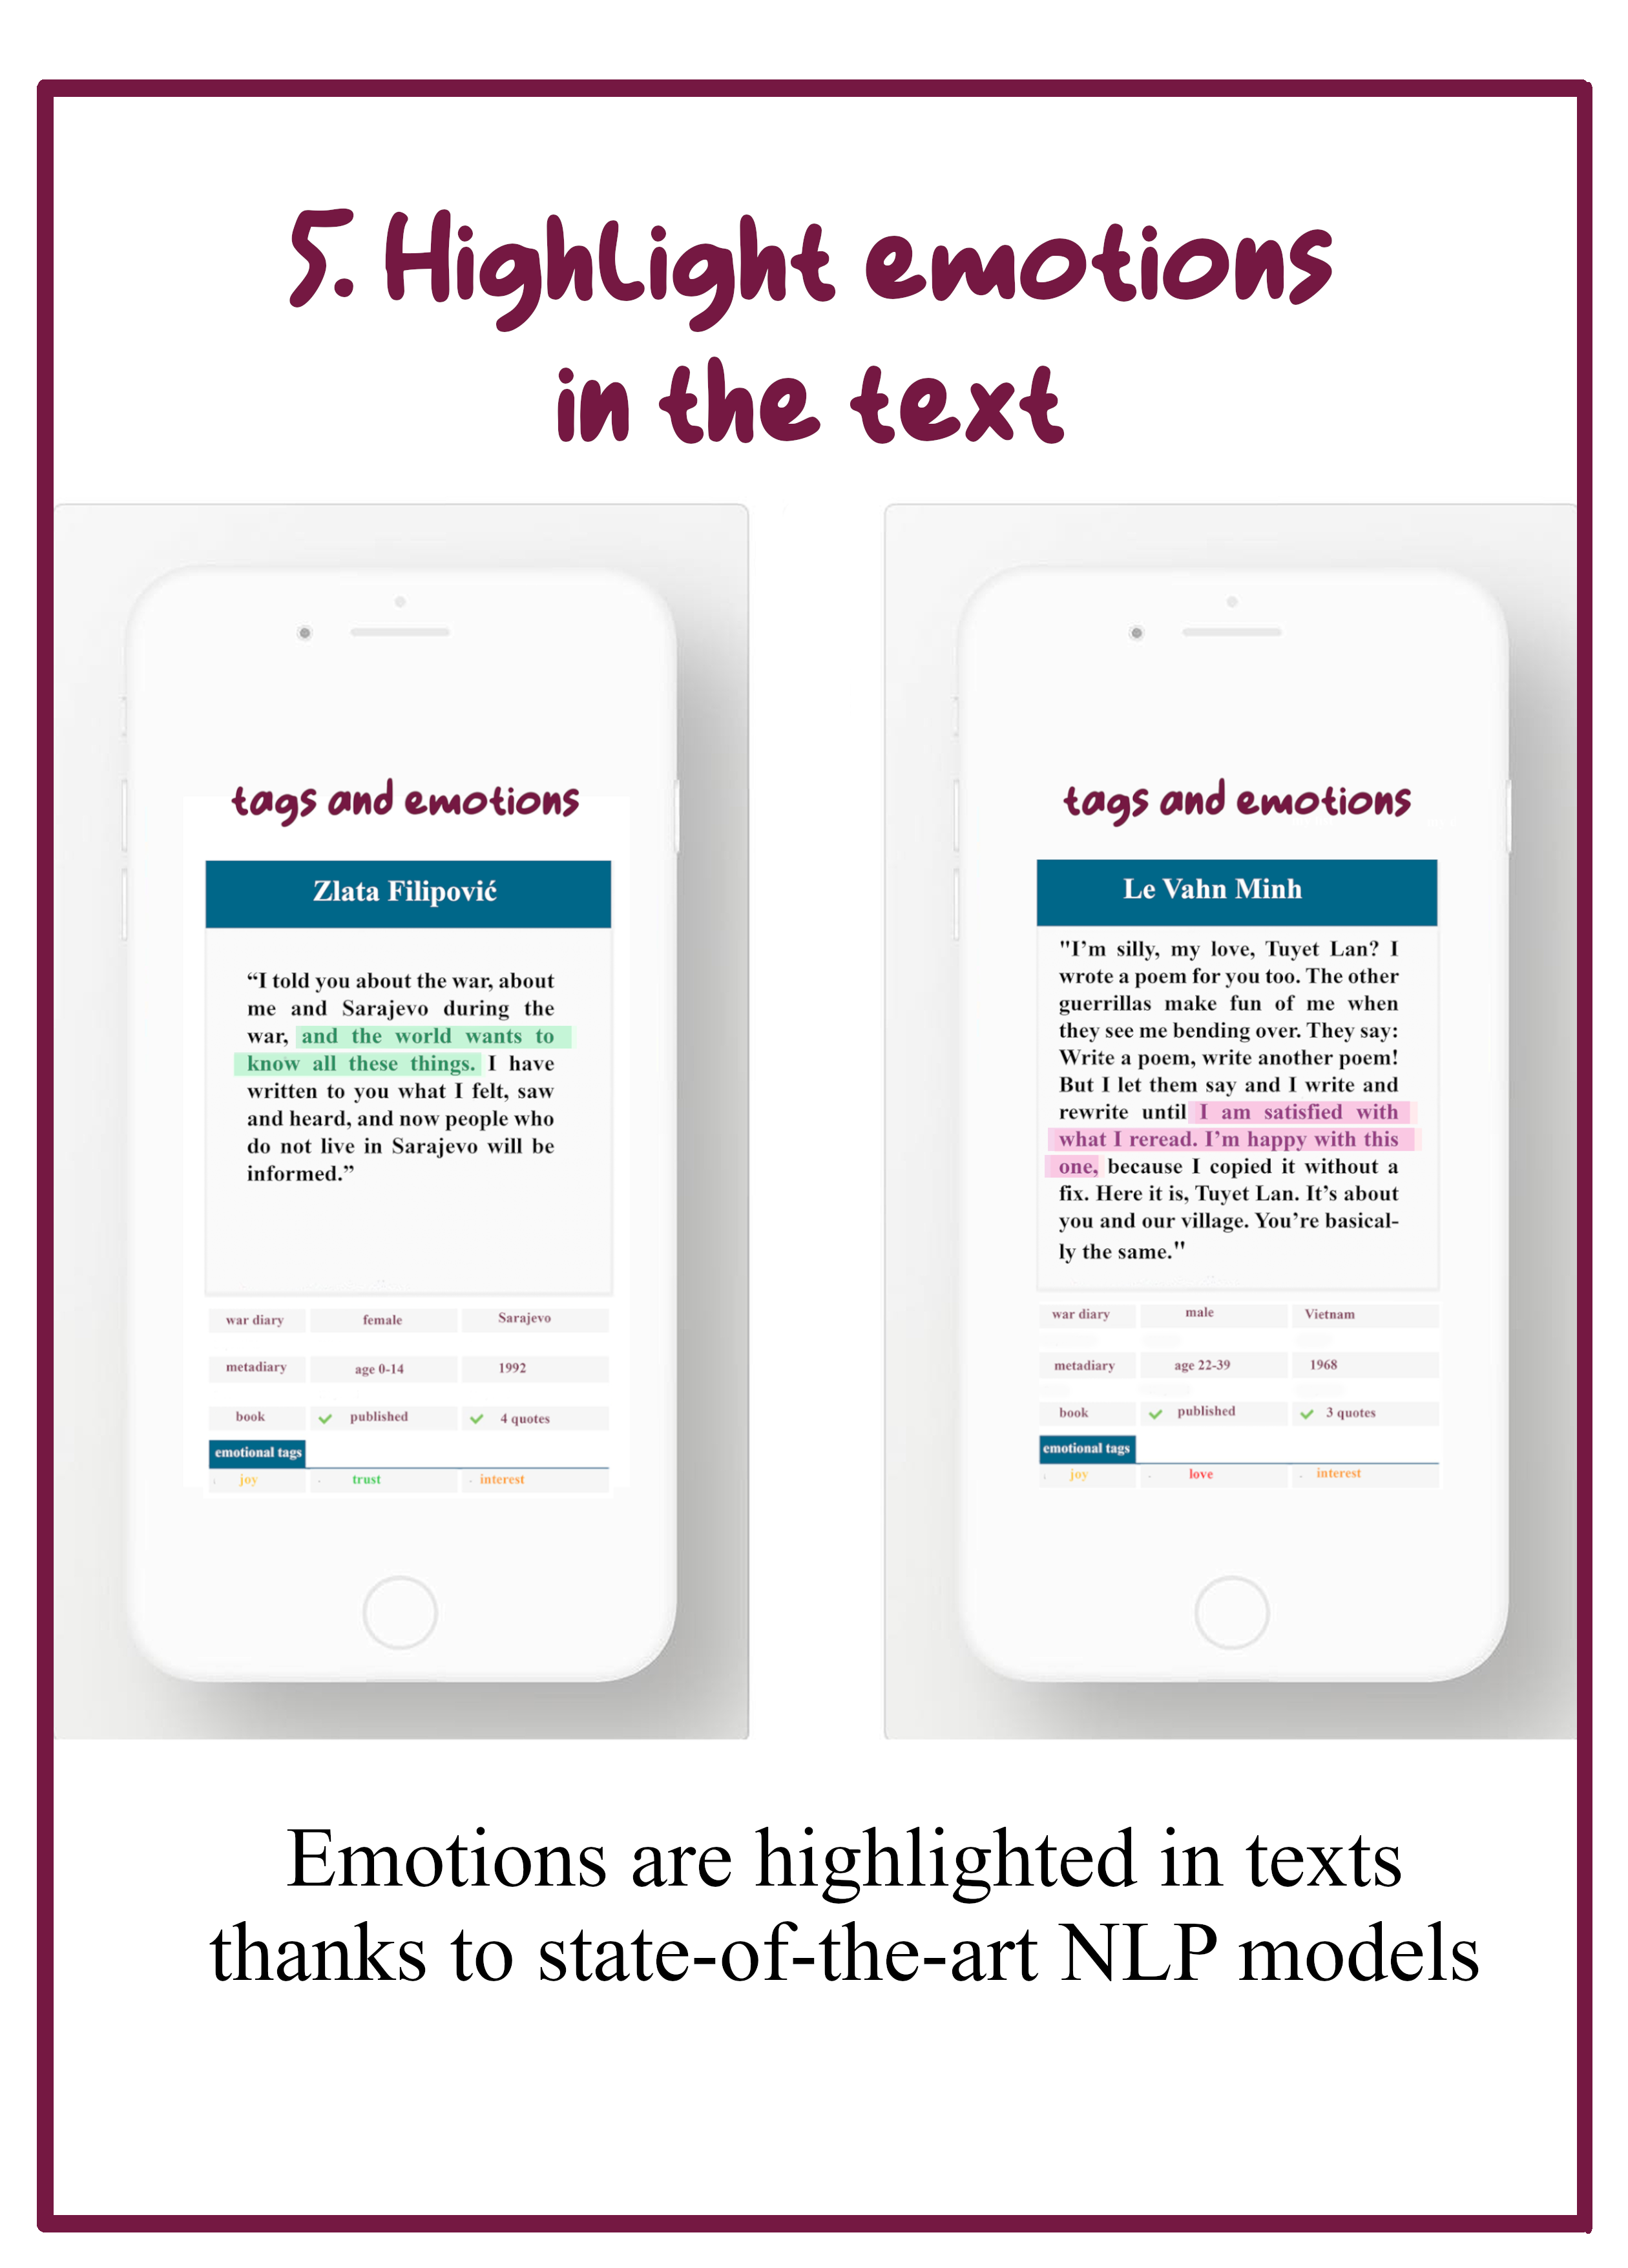 5. Highlight emotions
in the text
tags and emotions
Zlata Filipović
“I told you about the war, about
me and Sarajevo during the
war, and the world wants to
know all these things. I have
written to you what I felt, saw
and heard, and now people who
do not live in Sarajevo will be
informed.”
war diary female Sarajevo
metadiary age 0-14 1992
book published 4 quotes
emotional tags
joy trust interest
tags and emotions
Le Vahn Minh
"I’m silly, my love, Tuyet Lan? I
wrote a poem for you too. The other
guerrillas make fun of me when
they see me bending over. They say:
Write a poem, write another poem!
But I let them say and I write and
rewrite until I am satisfied with
what I reread. I’m happy with this
one, because I copied it without a
fix. Here it is, Tuyet Lan. It’s about
you and our village. You’re basical-
ly the same."
war diary male Vietnam
metadiary age 22-39 1968
book published 3 quotes
emotional tags
joy love interest
Emotions are highlighted in texts
thanks to state-of-the-art NLP models